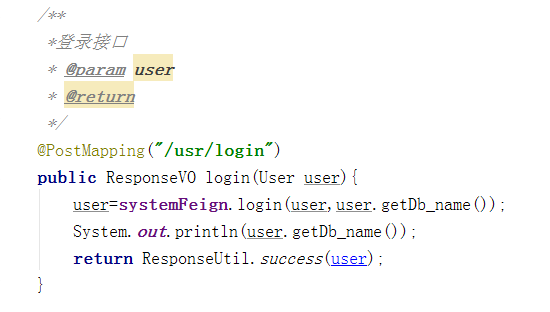 /**
*登录接口
* @param user
* @return
*/
@PostMapping("/usr/login")
public ResponseVO login(User user){
user=systemFeign.login(user,user.getDb_name());
System.out.println(user.getDb_name());
return ResponseUtil.success(user);
}